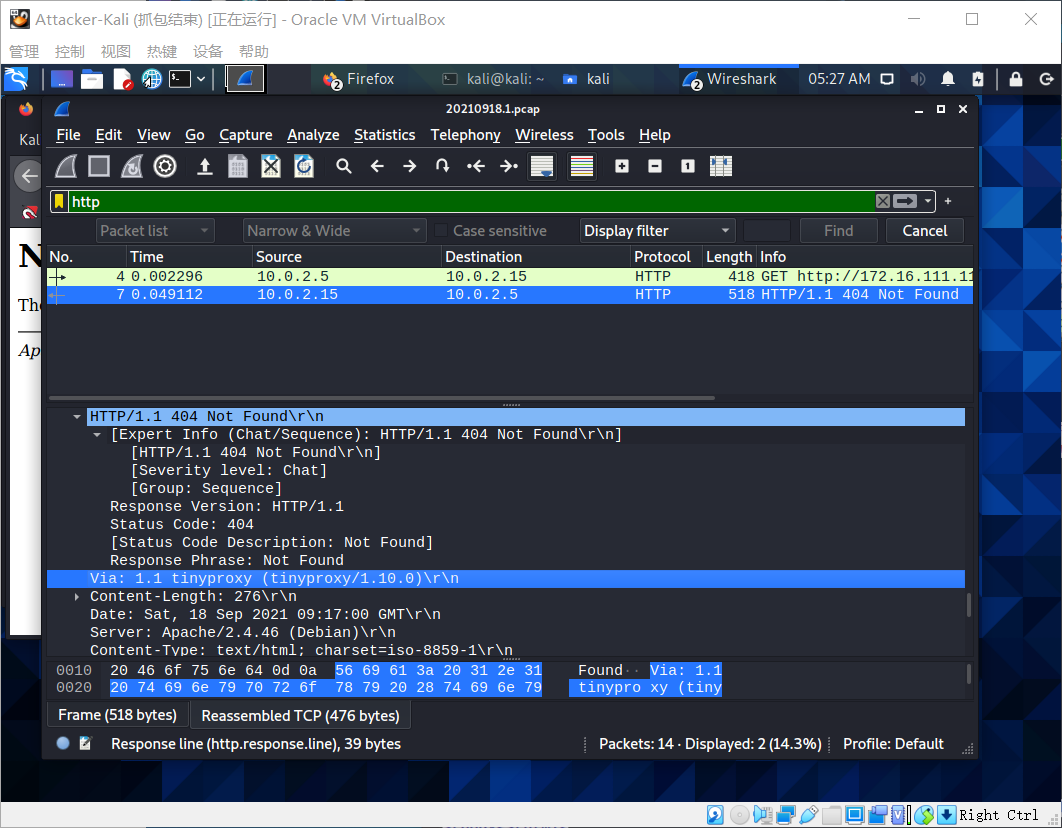 Attacker-Kali (抓包结束) [正在运行] - Oracle VM VirtualBox
管理 控制 视图 热键 设备 帮助
Firefox kali@kali: ~ kali Wireshark 05:27 AM
20210918.1.pcap
Kal
File Edit View Go Capture Analyze Statistics Telephony Wireless Tools Help
http
Packet list Narrow & Wide Case sensitive Display filter Find Cancel
No. Time Source Destination Protocol Length Info
4 0.002296 10.0.2.5 10.0.2.15 HTTP 418 GET http://172.16.111.11
7 0.049112 10.0.2.15 10.0.2.5 HTTP 518 HTTP/1.1 404 Not Found
N
The
Ap
HTTP/1.1 404 Not Found\r\n
[Expert Info (Chat/Sequence): HTTP/1.1 404 Not Found\r\n]
[HTTP/1.1 404 Not Found\r\n]
[Severity level: Chat]
[Group: Sequence]
Response Version: HTTP/1.1
Status Code: 404
[Status Code Description: Not Found]
Response Phrase: Not Found
Via: 1.1 tinyproxy (tinyproxy/1.10.0)\r\n
Content-Length: 276\r\n
Date: Sat, 18 Sep 2021 09:17:00 GMT\r\n
Server: Apache/2.4.46 (Debian)\r\n
Content-Type: text/html; charset=iso-8859-1\r\n
0010 20 46 6f 75 6e 64 0d 0a 56 69 61 3a 20 31 2e 31 Found·· Via: 1.1
0020 20 74 69 6e 79 70 72 6f 78 79 20 28 74 69 6e 79 tinypro xy (tiny
Frame (518 bytes) Reassembled TCP (476 bytes)
Response line (http.response.line), 39 bytes Packets: 14 · Displayed: 2 (14.3%) Profile: Default
Right Ctrl